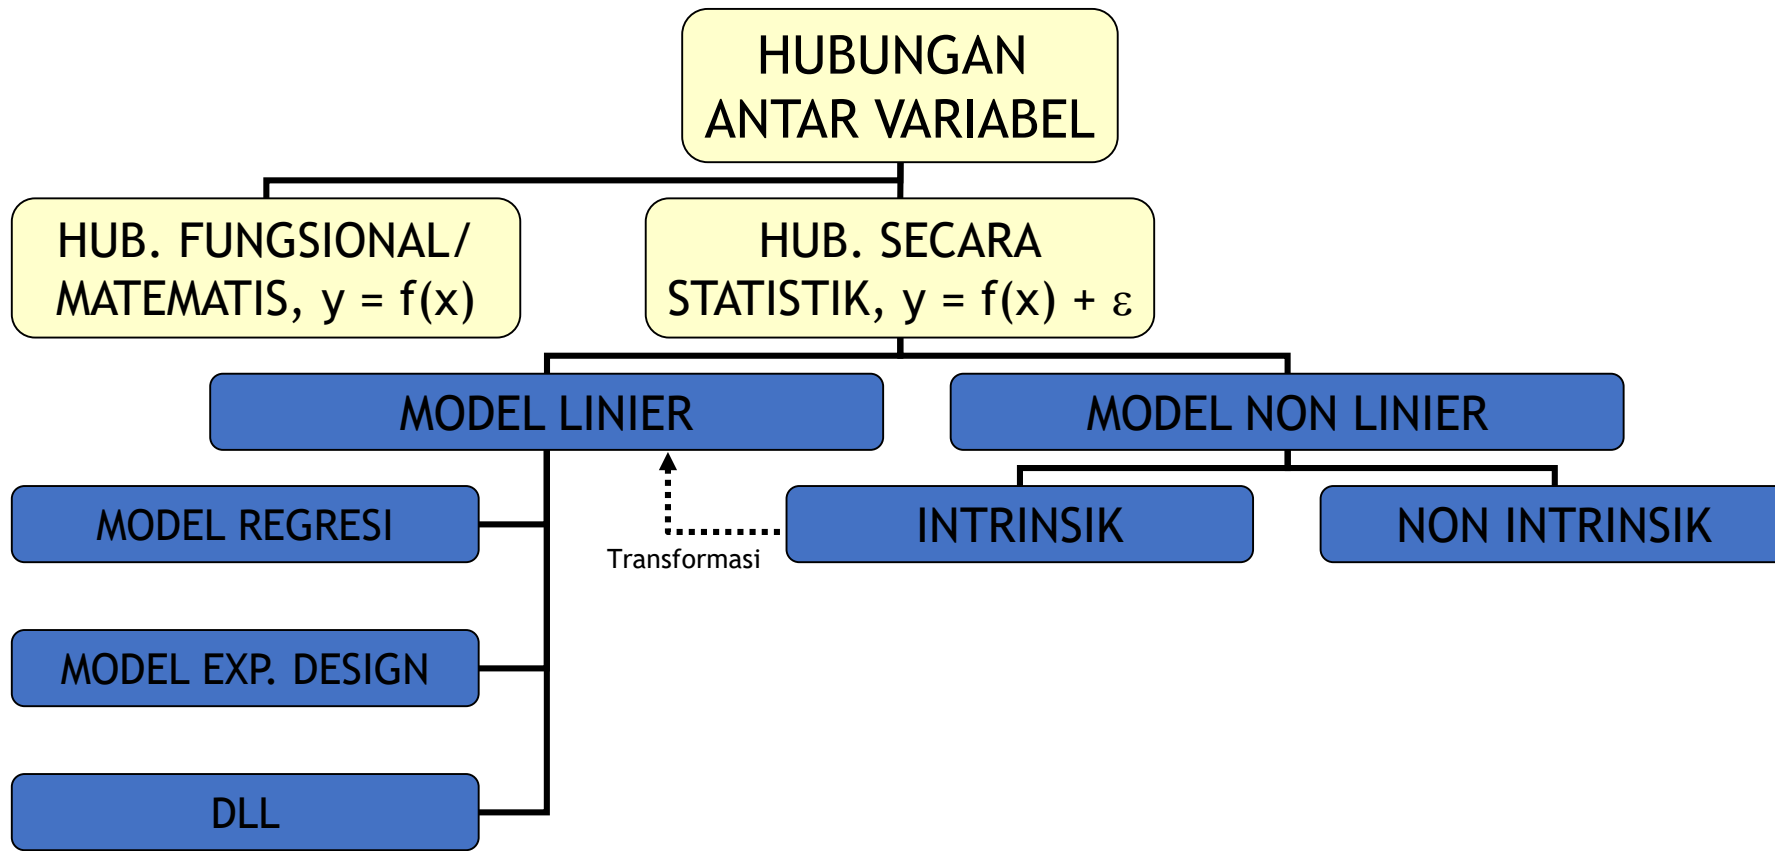 HUBUNGAN
ANTAR VARIABEL
HUB. FUNGSIONAL/
MATEMATIS, y = f(x)
HUB. SECARA
STATISTIK, y = f(x) + ε
MODEL LINIER
MODEL NON LINIER
MODEL REGRESI
INTRINSIK
NON INTRINSIK
Transformasi
MODEL EXP. DESIGN
DLL